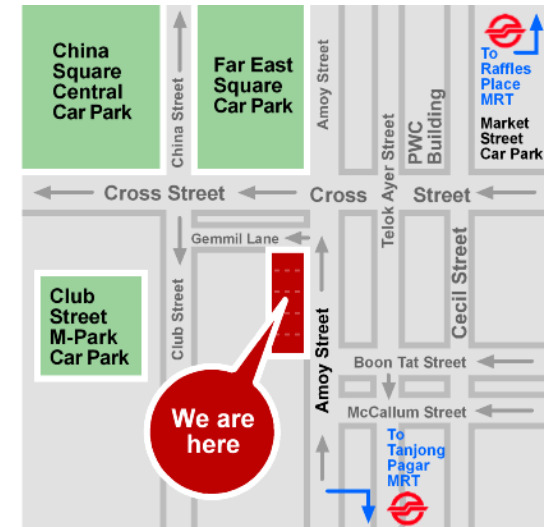 China
Square
Central
Car Park
China Street
Far East
Square
Car Park
Amoy Street
Telok Ayer Street
PWC
Building
To
Raffles
Place
MRT
Market
Street
Car Park
Cross Street
Cross Street
Gemmil Lane
Club Street
Cecil Street
Club
Street
M-Park
Car Park
Amoy Street
Boon Tat Street
McCallum Street
We are
here
To
Tanjong
Pagar
MRT